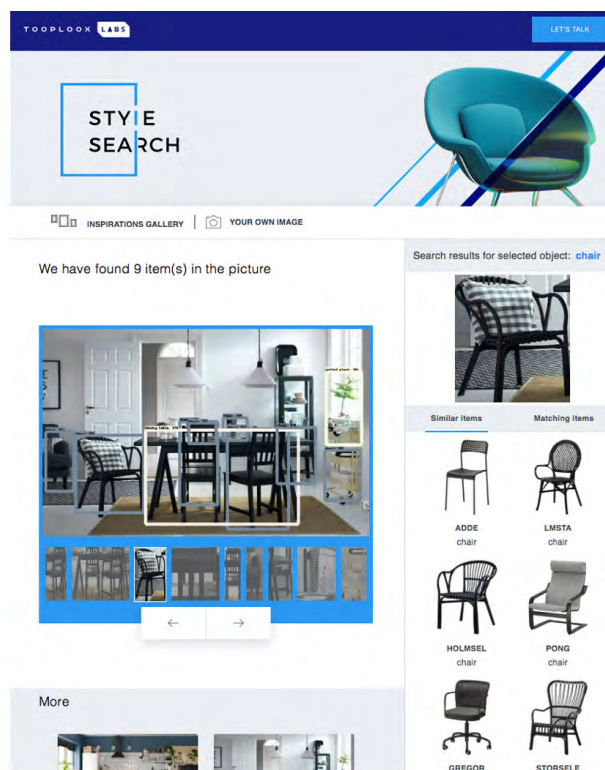 TOOPLOOX LABS
LET'S TALK
STYLE
SEARCH
INSPIRATIONS GALLERY
YOUR OWN IMAGE
We have found 9 item(s) in the picture
Search results for selected object: chair
Similar items
Matching items
ADDE
chair
LMSTA
chair
HOLMSEL
chair
PONG
chair
GREGOR
STORSELE
More